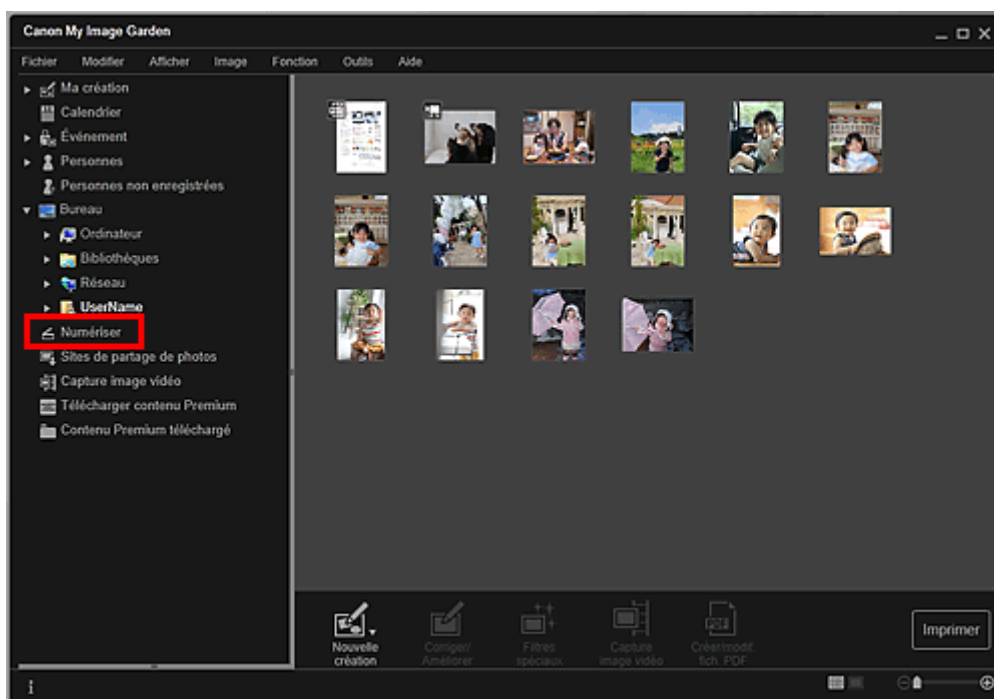 Canon My Image Garden
Fichier Modifier Afficher Image Fonction Outils Aide
Ma création
Calendrier
Événement
Personnes
Personnes non enregistrées
Bureau
Ordinateur
Bibliothèques
Réseau
UserName
Numériser
Sites de partage de photos
Capture image vidéo
Télécharger contenu Premium
Contenu Premium téléchargé
Nouvelle
création
Corriger/
Améliorer
Filtres
spéciaux
Capture
image vidéo
PDF
Créer/modif.
fich. PDF
Imprimer